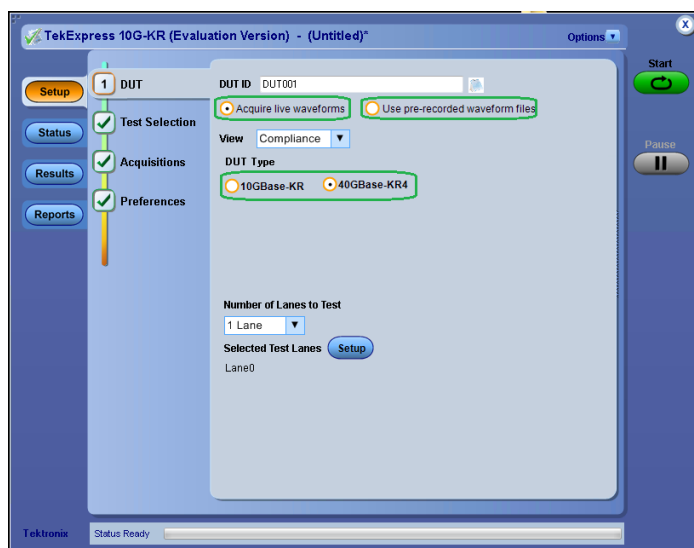 TekExpress 10G-KR (Evaluation Version) - (Untitled)*
Options
x
Start
Setup
1 DUT
DUT ID DUT001
Acquire live waveforms Use pre-recorded waveform files
Status
Test Selection
View Compliance
Pause
Results
Acquisitions
DUT Type
10GBase-KR 40GBase-KR4
Reports
Preferences
Number of Lanes to Test
1 Lane
Selected Test Lanes Setup
Lane0
Tektronix
Status Ready